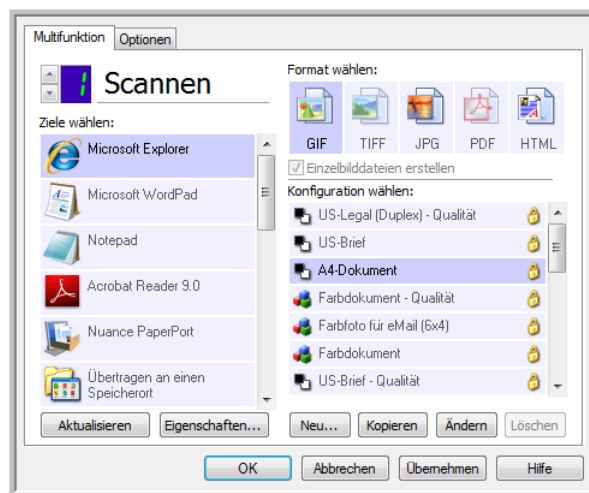 Multifunktion
Optionen
1
Scannen
Ziele wählen:
Microsoft Explorer
Microsoft WordPad
Notepad
Acrobat Reader 9.0
Nuance PaperPort
Übertragen an einen
Speicherort
Aktualisieren
Eigenschaften...
Format wählen:
GIF
TIFF
JPG
PDF
HTML
Einzelbilddateien erstellen
Konfiguration wählen:
US-Legal (Duplex) - Qualität
US-Brief
A4-Dokument
Farbdokument - Qualität
Farbfoto für eMail (6x4)
Farbdokument
US-Brief - Qualität
Neu...
Kopieren
Ändern
Löschen
OK
Abbrechen
Übernehmen
Hilfe